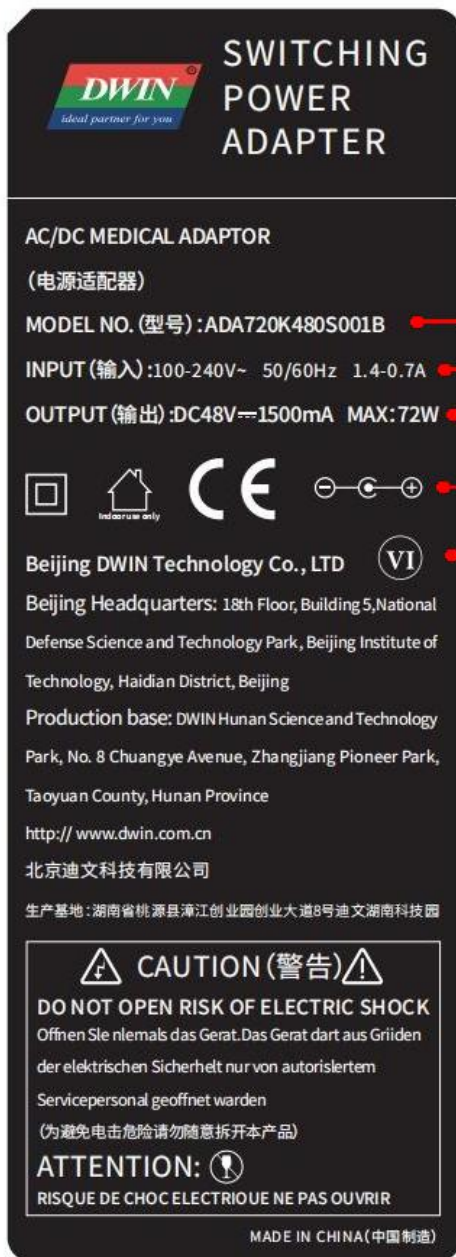 DWIN
®
ideal partner for you
SWITCHING
POWER
ADAPTER
AC/DC MEDICAL ADAPTOR
(电源适配器)
MODEL NO.(型号):ADA720K480S001B
INPUT(输入):100-240V~ 50/60Hz 1.4-0.7A
OUTPUT(输出):DC48V⎓1500mA MAX:72W
Indoor use only
CE
Beijing DWIN Technology Co., LTD VI
Beijing Headquarters: 18th Floor, Building 5,National
Defense Science and Technology Park, Beijing Institute of
Technology, Haidian District, Beijing
Production base: DWIN Hunan Science and Technology
Park, No. 8 Chuangye Avenue, Zhangjiang Pioneer Park,
Taoyuan County, Hunan Province
http:// www.dwin.com.cn
北京迪文科技有限公司
生产基地:湖南省桃源县漳江创业园创业大道8号迪文湖南科技园
CAUTION(警告)
DO NOT OPEN RISK OF ELECTRIC SHOCK
Offnen Sle nlemals das Gerat.Das Gerat dart aus Griiden
der elektrischen Sicherhelt nur von autorislertem
Servicepersonal geoffnet warden
(为避免电击危险请勿随意拆开本产品)
ATTENTION:
RISQUE DE CHOC ELECTRIOUE NE PAS OUVRIR
MADE IN CHINA(中国制造)